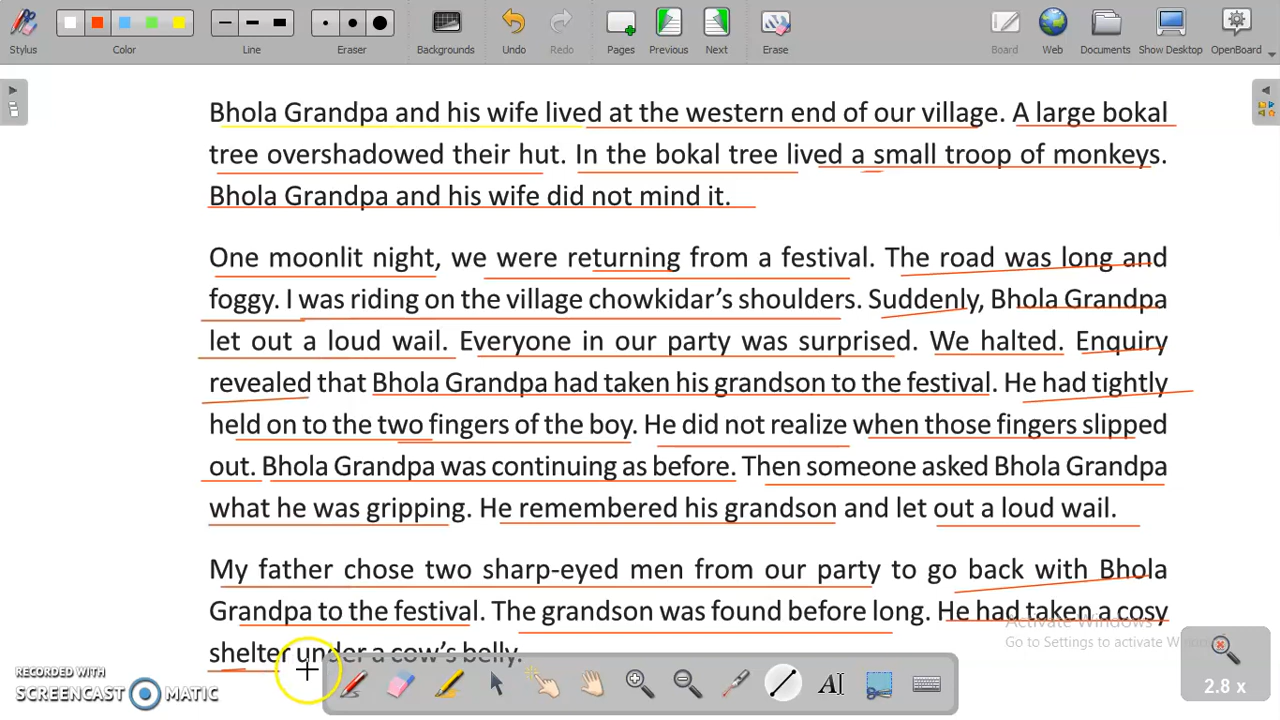 Stylus
Color
Line
Eraser
Backgrounds
Undo
Redo
Pages
Previous
Next
Erase
Board
Web
Documents
Show Desktop
OpenBoard
Bhola Grandpa and his wife lived at the western end of our village. A large bokal
tree overshadowed their hut. In the bokal tree lived a small troop of monkeys.
Bhola Grandpa and his wife did not mind it.
One moonlit night, we were returning from a festival. The road was long and
foggy. I was riding on the village chowkidar's shoulders. Suddenly, Bhola Grandpa
let out a loud wail. Everyone in our party was surprised. We halted. Enquiry
revealed that Bhola Grandpa had taken his grandson to the festival. He had tightly
held on to the two fingers of the boy. He did not realize when those fingers slipped
out. Bhola Grandpa was continuing as before. Then someone asked Bhola Grandpa
what he was gripping. He remembered his grandson and let out a loud wail.
My father chose two sharp-eyed men from our party to go back with Bhola
Grandpa to the festival. The grandson was found before long. He had taken a cosy
shelter under a cow's belly.
Activate Windows
Go to Settings to activate Windows.
RECORDED WITH
SCREENCAST MATIC
AI
2.8 x